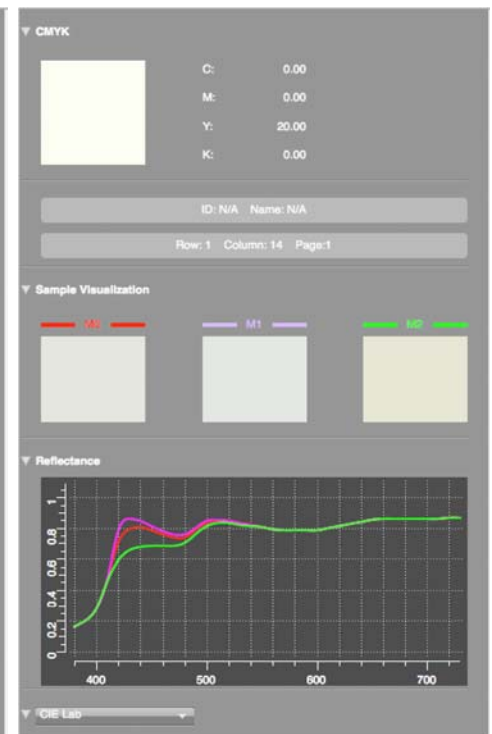 CMYK
C: 0.00
M: 0.00
Y: 20.00
K: 0.00
ID: N/A Name: N/A
Row: 1 Column: 14 Page:1
Sample Visualization
M0 M1 M2
Reflectance
1
0.8
0.6
0.4
0.2
0
400 500 600 700
CIE Lab